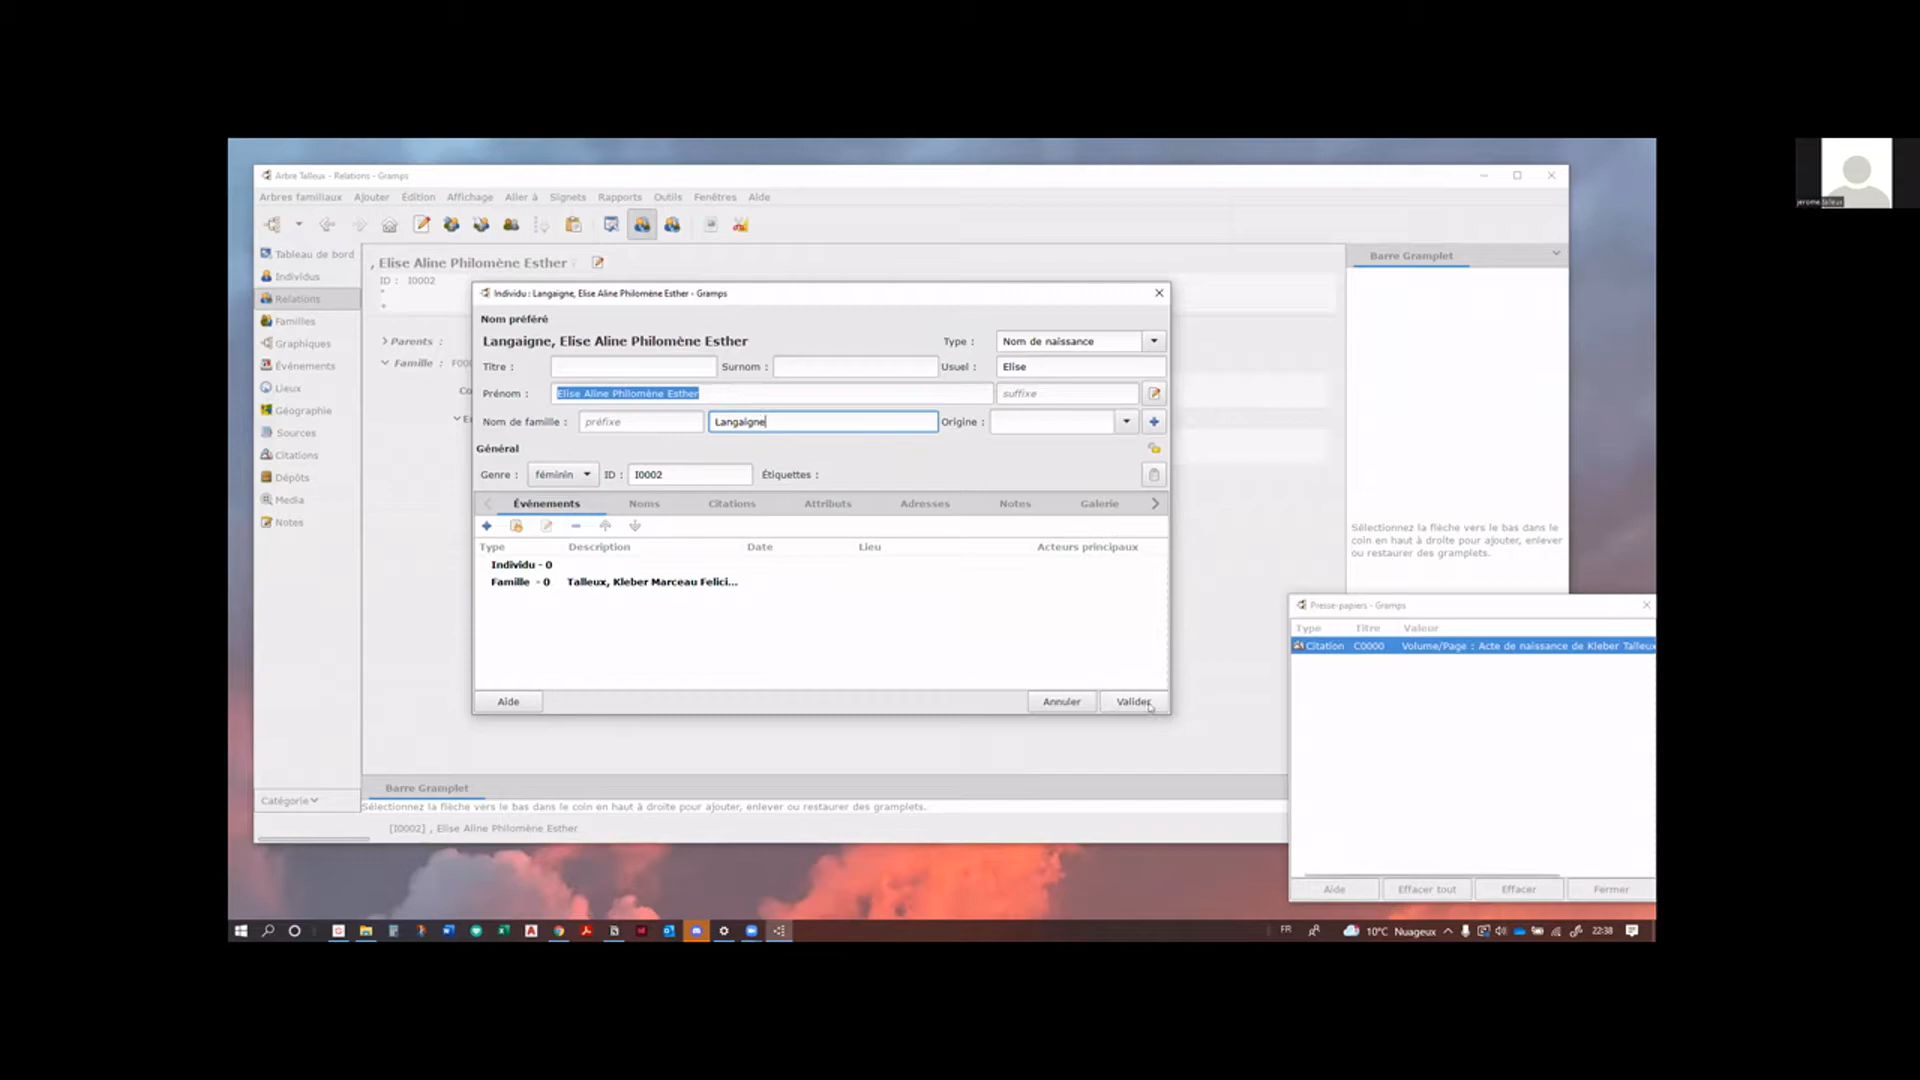 Arbre Talleux - Relations - Gramps
Arbres familiaux Ajouter Édition Affichage Aller à Signets Rapports Outils Fenêtres Aide
Tableau de bord
Individus
Relations
Familles
Graphiques
Événements
Lieux
Géographie
Sources
Citations
Dépôts
Media
Notes
Catégorie
, Elise Aline Philomène Esther
ID : I0002
Parents :
Famille :
Barre Gramplet
Sélectionnez la flèche vers le bas dans le
coin en haut à droite pour ajouter, enlever
ou restaurer des gramplets.
Individu : Langaigne, Elise Aline Philomène Esther - Gramps
Nom préféré
Langaigne, Elise Aline Philomène Esther Type : Nom de naissance
Titre : Surnom : Usuel : Elise
Prénom : Elise Aline Philomène Esther suffixe
Nom de famille : préfixe Langaigne Origine :
Général
Genre : féminin ID : I0002 Étiquettes :
Événements Noms Citations Attributs Adresses Notes Galerie
Type Description Date Lieu Acteurs principaux
Individu - 0
Famille - 0 Talleux, Kleber Marceau Felici...
Aide Annuler Valider
Barre Gramplet
Sélectionnez la flèche vers le bas dans le coin en haut à droite pour ajouter, enlever ou restaurer des gramplets.
[I0002] , Elise Aline Philomène Esther
Presse-papiers - Gramps
Type Titre Valeur
Citation C0000 Volume/Page : Acte de naissance de Kleber Talleux
Aide Effacer tout Effacer Fermer
FR 10°C Nuageux 22:38
jerome talleux